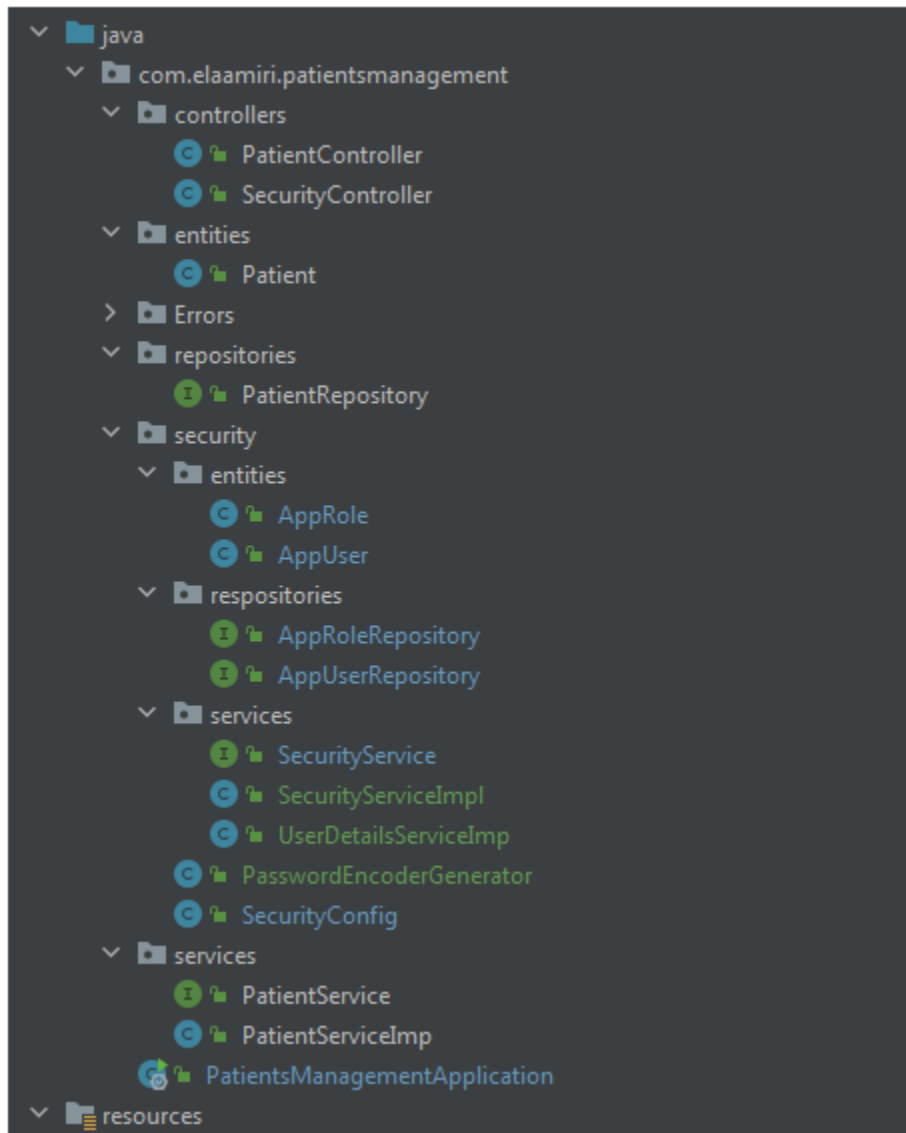 java
com.elaamiri.patientsmanagement
controllers
C PatientController
C SecurityController
entities
C Patient
Errors
repositories
I PatientRepository
security
entities
C AppRole
C AppUser
respositories
I AppRoleRepository
I AppUserRepository
services
I SecurityService
C SecurityServiceImpl
C UserDetailsServiceImp
C PasswordEncoderGenerator
C SecurityConfig
services
I PatientService
C PatientServiceImp
PatientsManagementApplication
resources